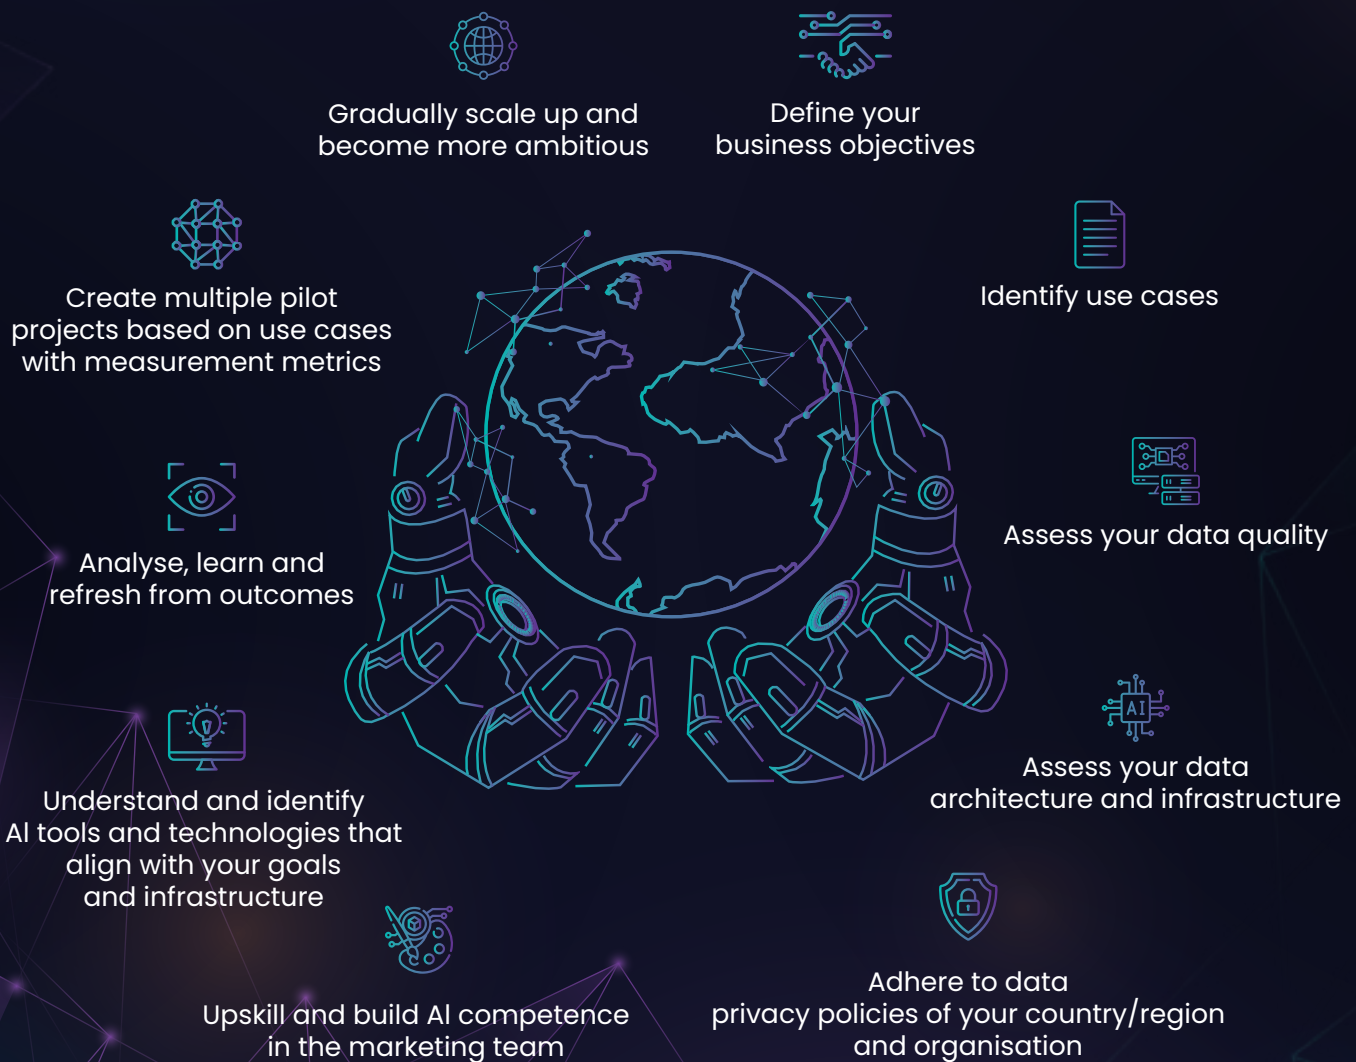 Gradually scale up and
become more ambitious
Define your
business objectives
Create multiple pilot
projects based on use cases
with measurement metrics
Identify use cases
Analyse, learn and
refresh from outcomes
Assess your data quality
Understand and identify
AI tools and technologies that
align with your goals
and infrastructure
AI
Assess your data
architecture and infrastructure
Upskill and build AI competence
in the marketing team
Adhere to data
privacy policies of your country/region
and organisation